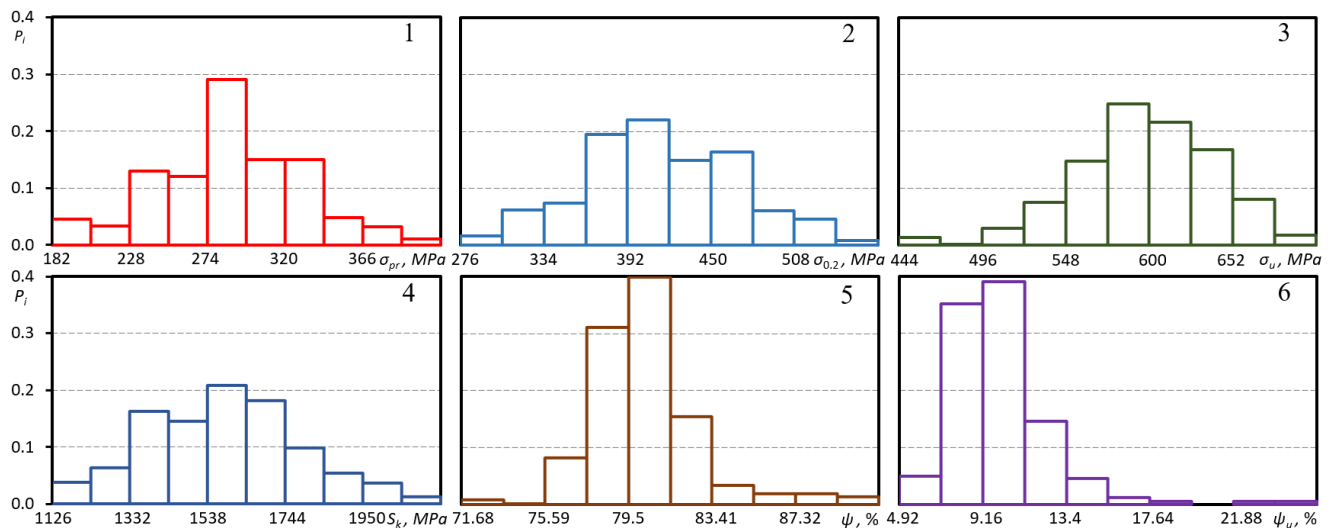 0.4 1 2 3
P_i
0.3
0.2
0.1
0.0
182 228 274 320 366 σ_pr, MPa 276 334 392 450 508 σ_0.2, MPa 444 496 548 600 652 σ_u, MPa
0.4 4 5 6
P_i
0.3
0.2
0.1
0.0
1126 1332 1538 1744 1950 S_k, MPa 71.68 75.59 79.5 83.41 87.32 ψ, % 4.92 9.16 13.4 17.64 21.88 ψ_u, %